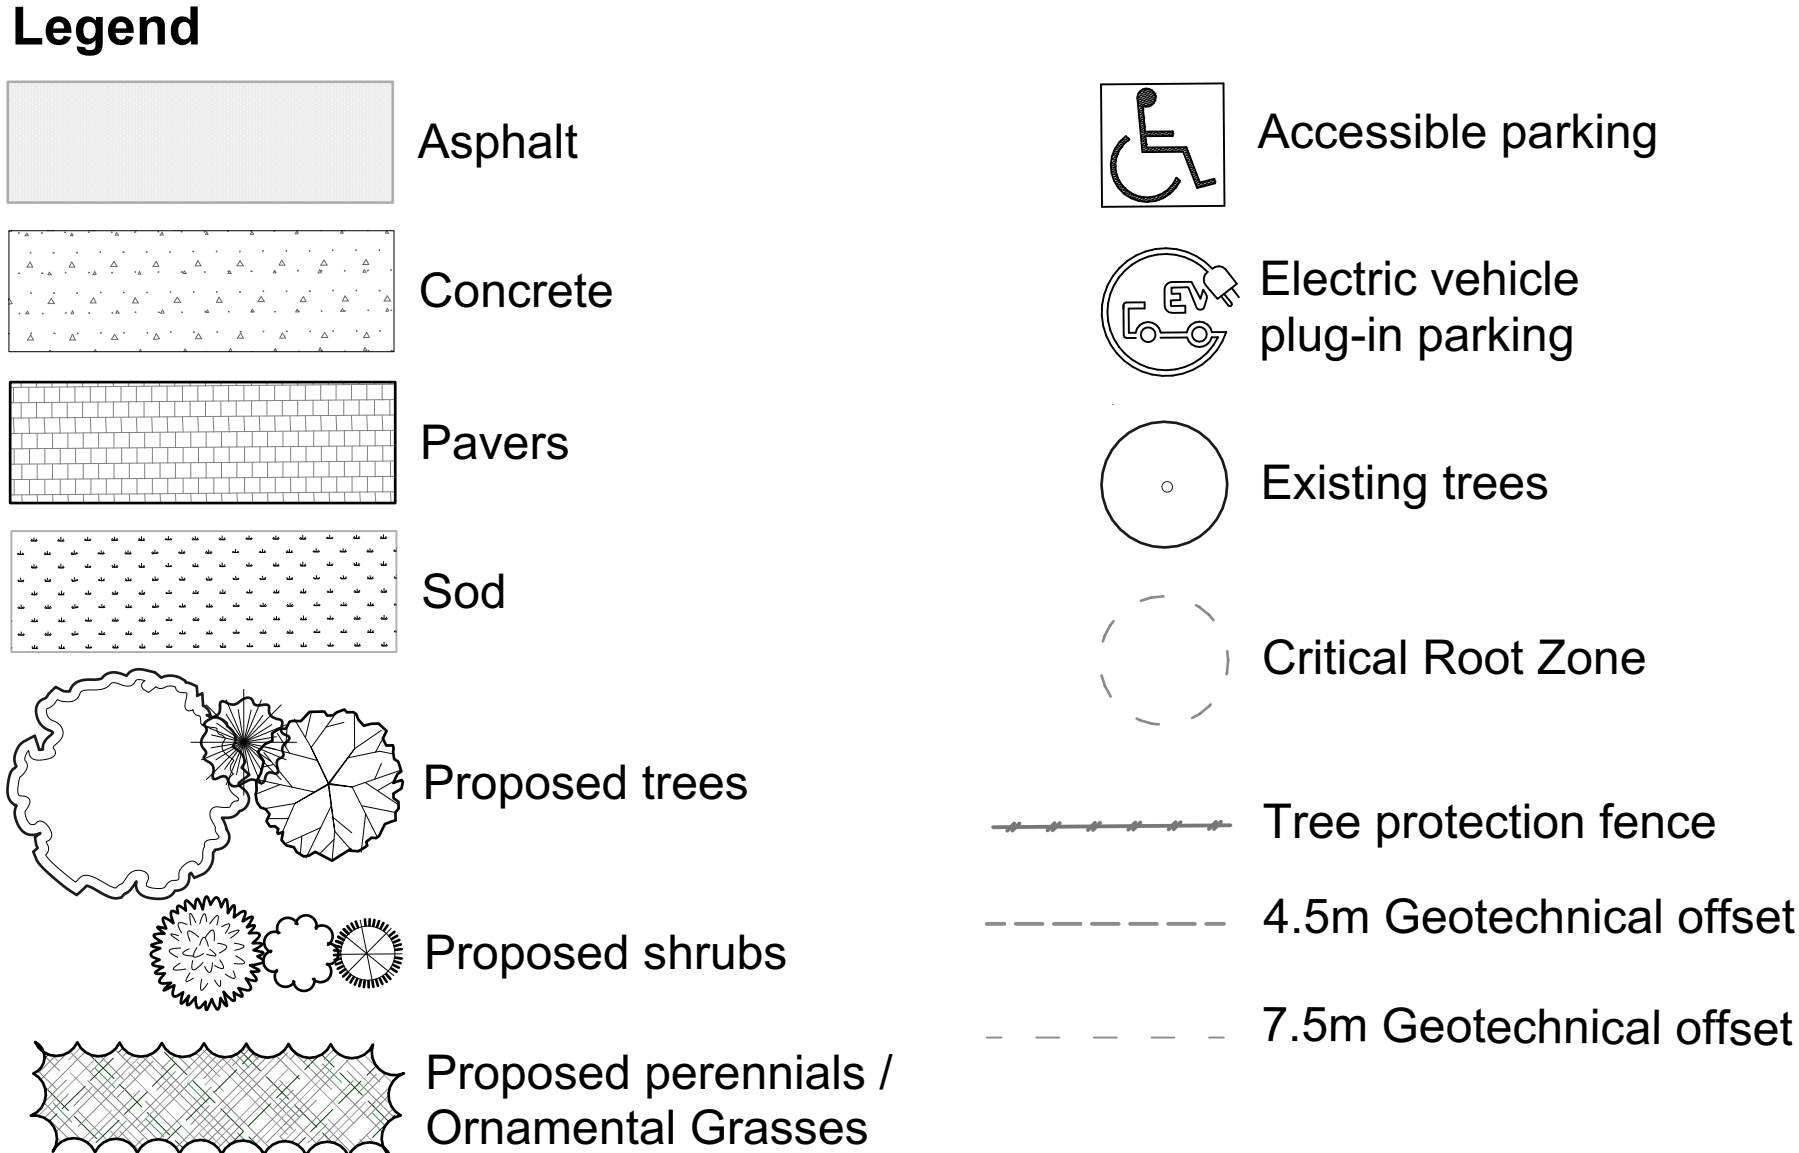 Legend
Asphalt
Concrete
Pavers
Sod
Proposed trees
Proposed shrubs
Proposed perennials /
Ornamental Grasses
Accessible parking
EV
Electric vehicle
plug-in parking
Existing trees
Critical Root Zone
Tree protection fence
4.5m Geotechnical offset
7.5m Geotechnical offset